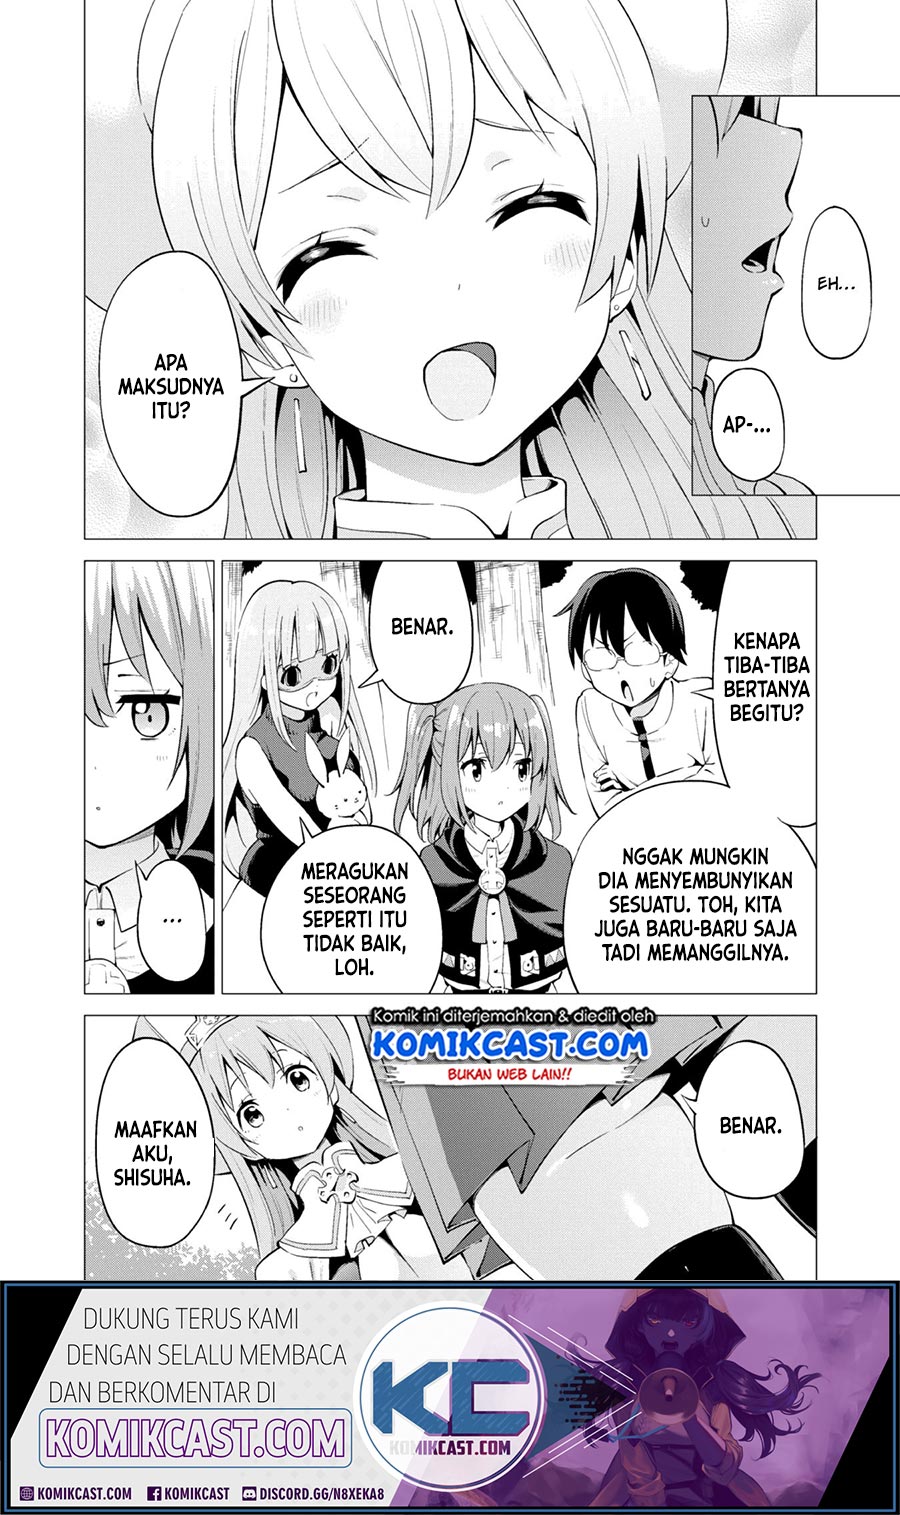 EH...
AP-...
APA
MAKSUDNYA
ITU?
KENAPA
TIBA-TIBA
BERTANYA
BEGITU?
BENAR.
NGGAK MUNGKIN
DIA MENYEMBUNYIKAN
SESUATU. TOH, KITA
JUGA BARU-BARU SAJA
TADI MEMANGGILNYA.
MERAGUKAN
SESEORANG
SEPERTI ITU
TIDAK BAIK,
LOH.
...
Komik ini diterjemahkan & diedit oleh
KOMIKCAST.COM
BUKAN WEB LAIN!!
BENAR.
MAAFKAN
AKU,
SHISUHA.
DUKUNG TERUS KAMI
DENGAN SELALU MEMBACA
DAN BERKOMENTAR DI
KOMIKCAST.COM
KC
KOMIKCAST.COM
KOMIKCAST.COM KOMIKCAST DISCORD.GG/N8XEKA8